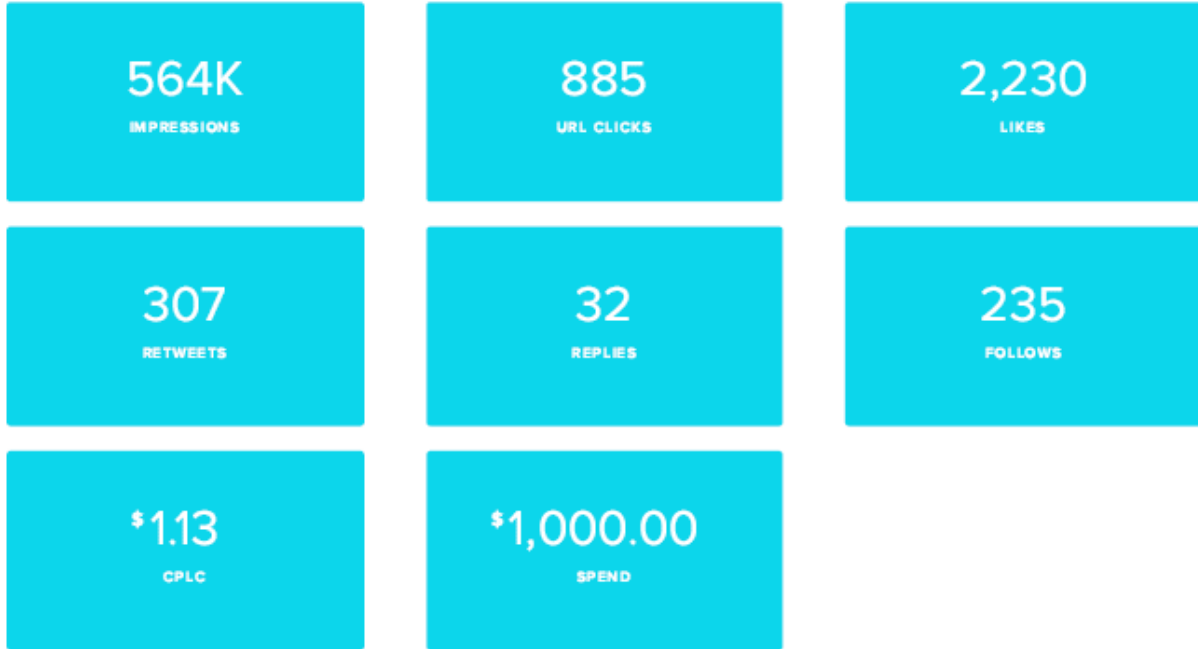 564K
IMPRESSIONS
885
URL CLICKS
2,230
LIKES
307
RETWEETS
32
REPLIES
235
FOLLOWS
$1.13
CPLC
$1,000.00
SPEND